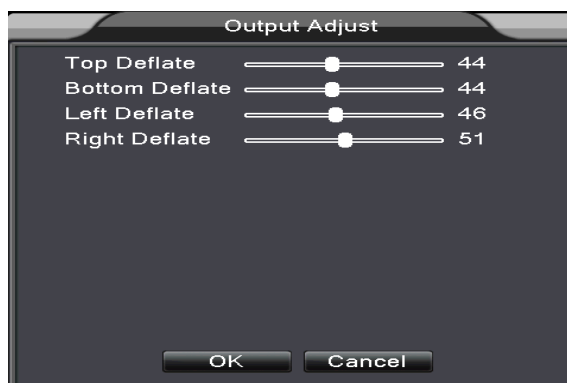 Output Adjust
Top Deflate 44
Bottom Deflate 44
Left Deflate 46
Right Deflate 51
OK Cancel